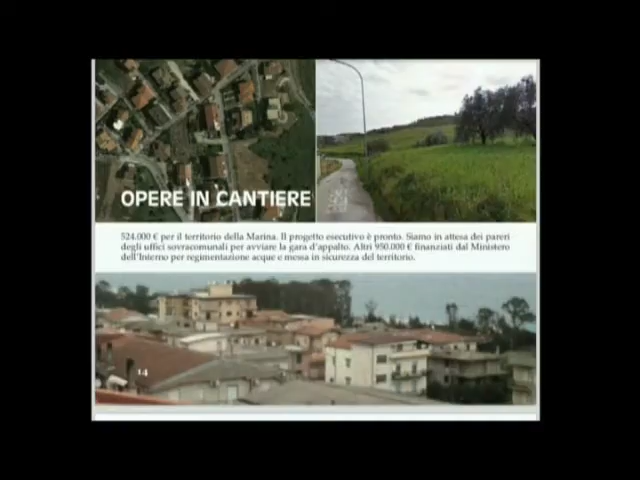 OPERE IN CANTIERE
524.000 € per il territorio della Marina. Il progetto esecutivo è pronto. Siamo in attesa dei pareri
degli uffici sovracomunali per avviare la gara d'appalto. Altri 950.000 € finanziati dal Ministero
dell'Interno per regimentazione acque e messa in sicurezza del territorio.
14